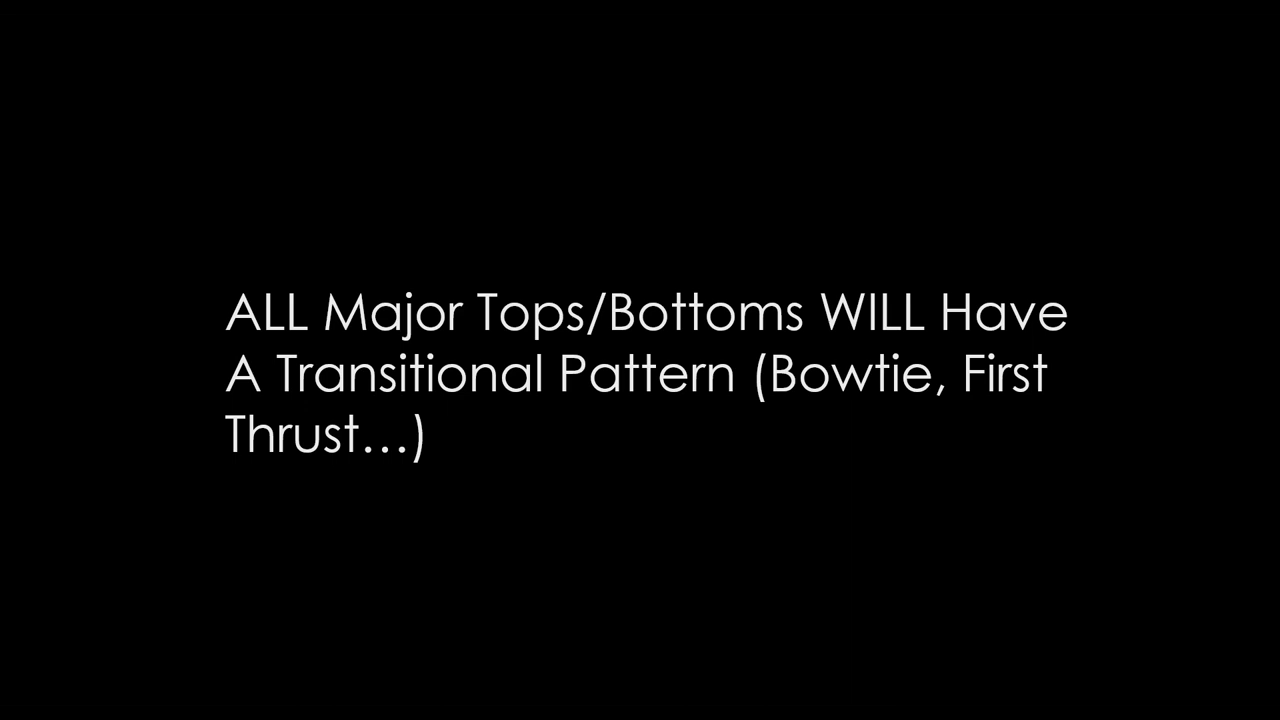 ALL Major Tops/Bottoms WILL Have
A Transitional Pattern (Bowtie, First
Thrust…)